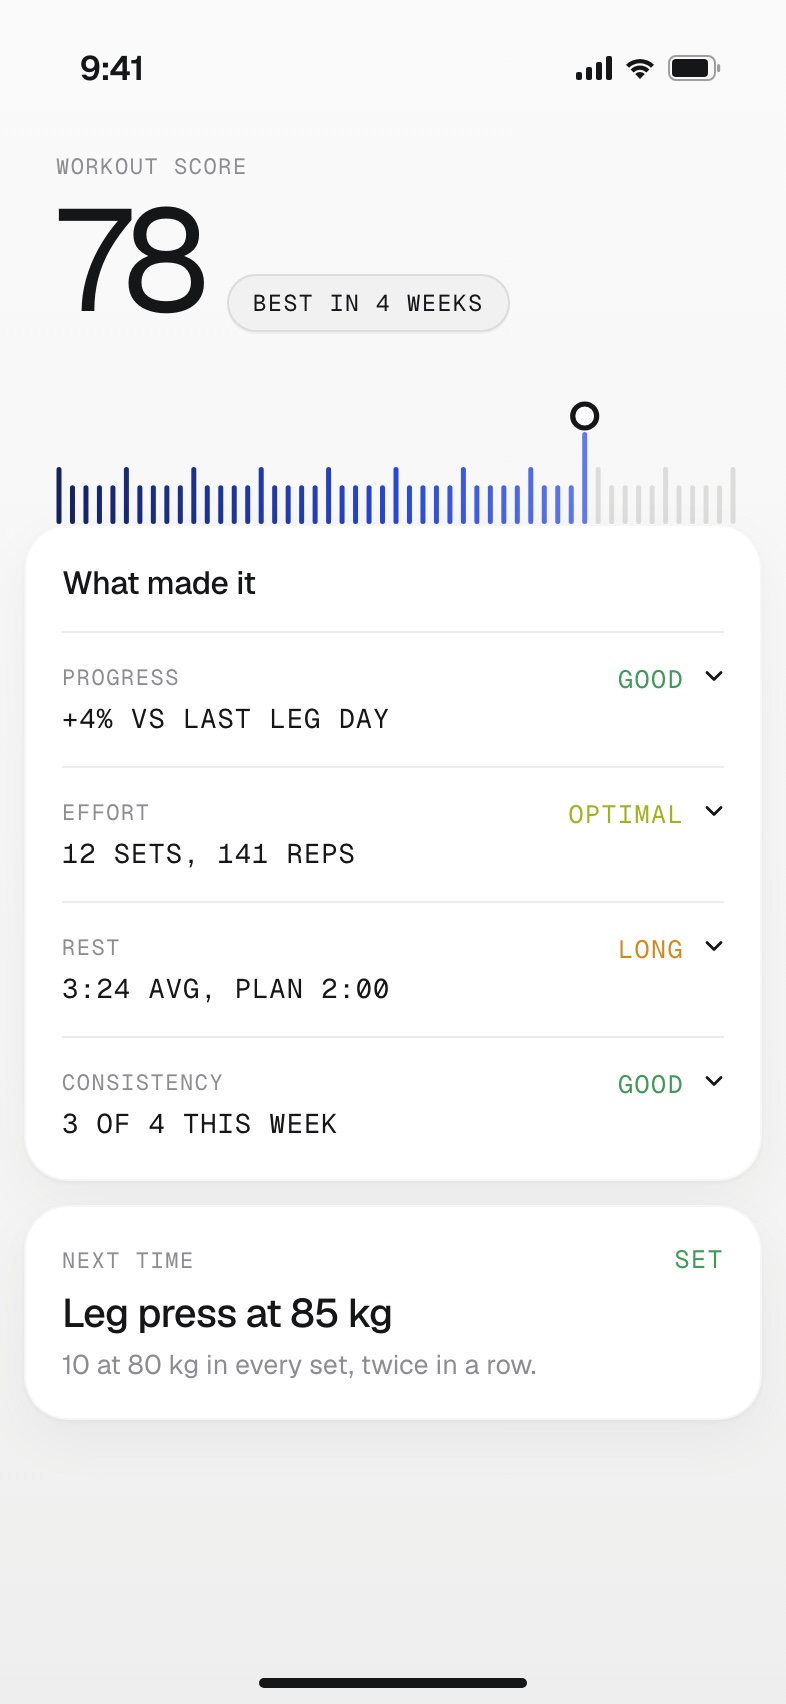 9:41
WORKOUT SCORE
78
BEST IN 4 WEEKS
What made it
PROGRESS
GOOD
+4% VS LAST LEG DAY
EFFORT
OPTIMAL
12 SETS, 141 REPS
REST
LONG
3:24 AVG, PLAN 2:00
CONSISTENCY
GOOD
3 OF 4 THIS WEEK
NEXT TIME
SET
Leg press at 85 kg
10 at 80 kg in every set, twice in a row.